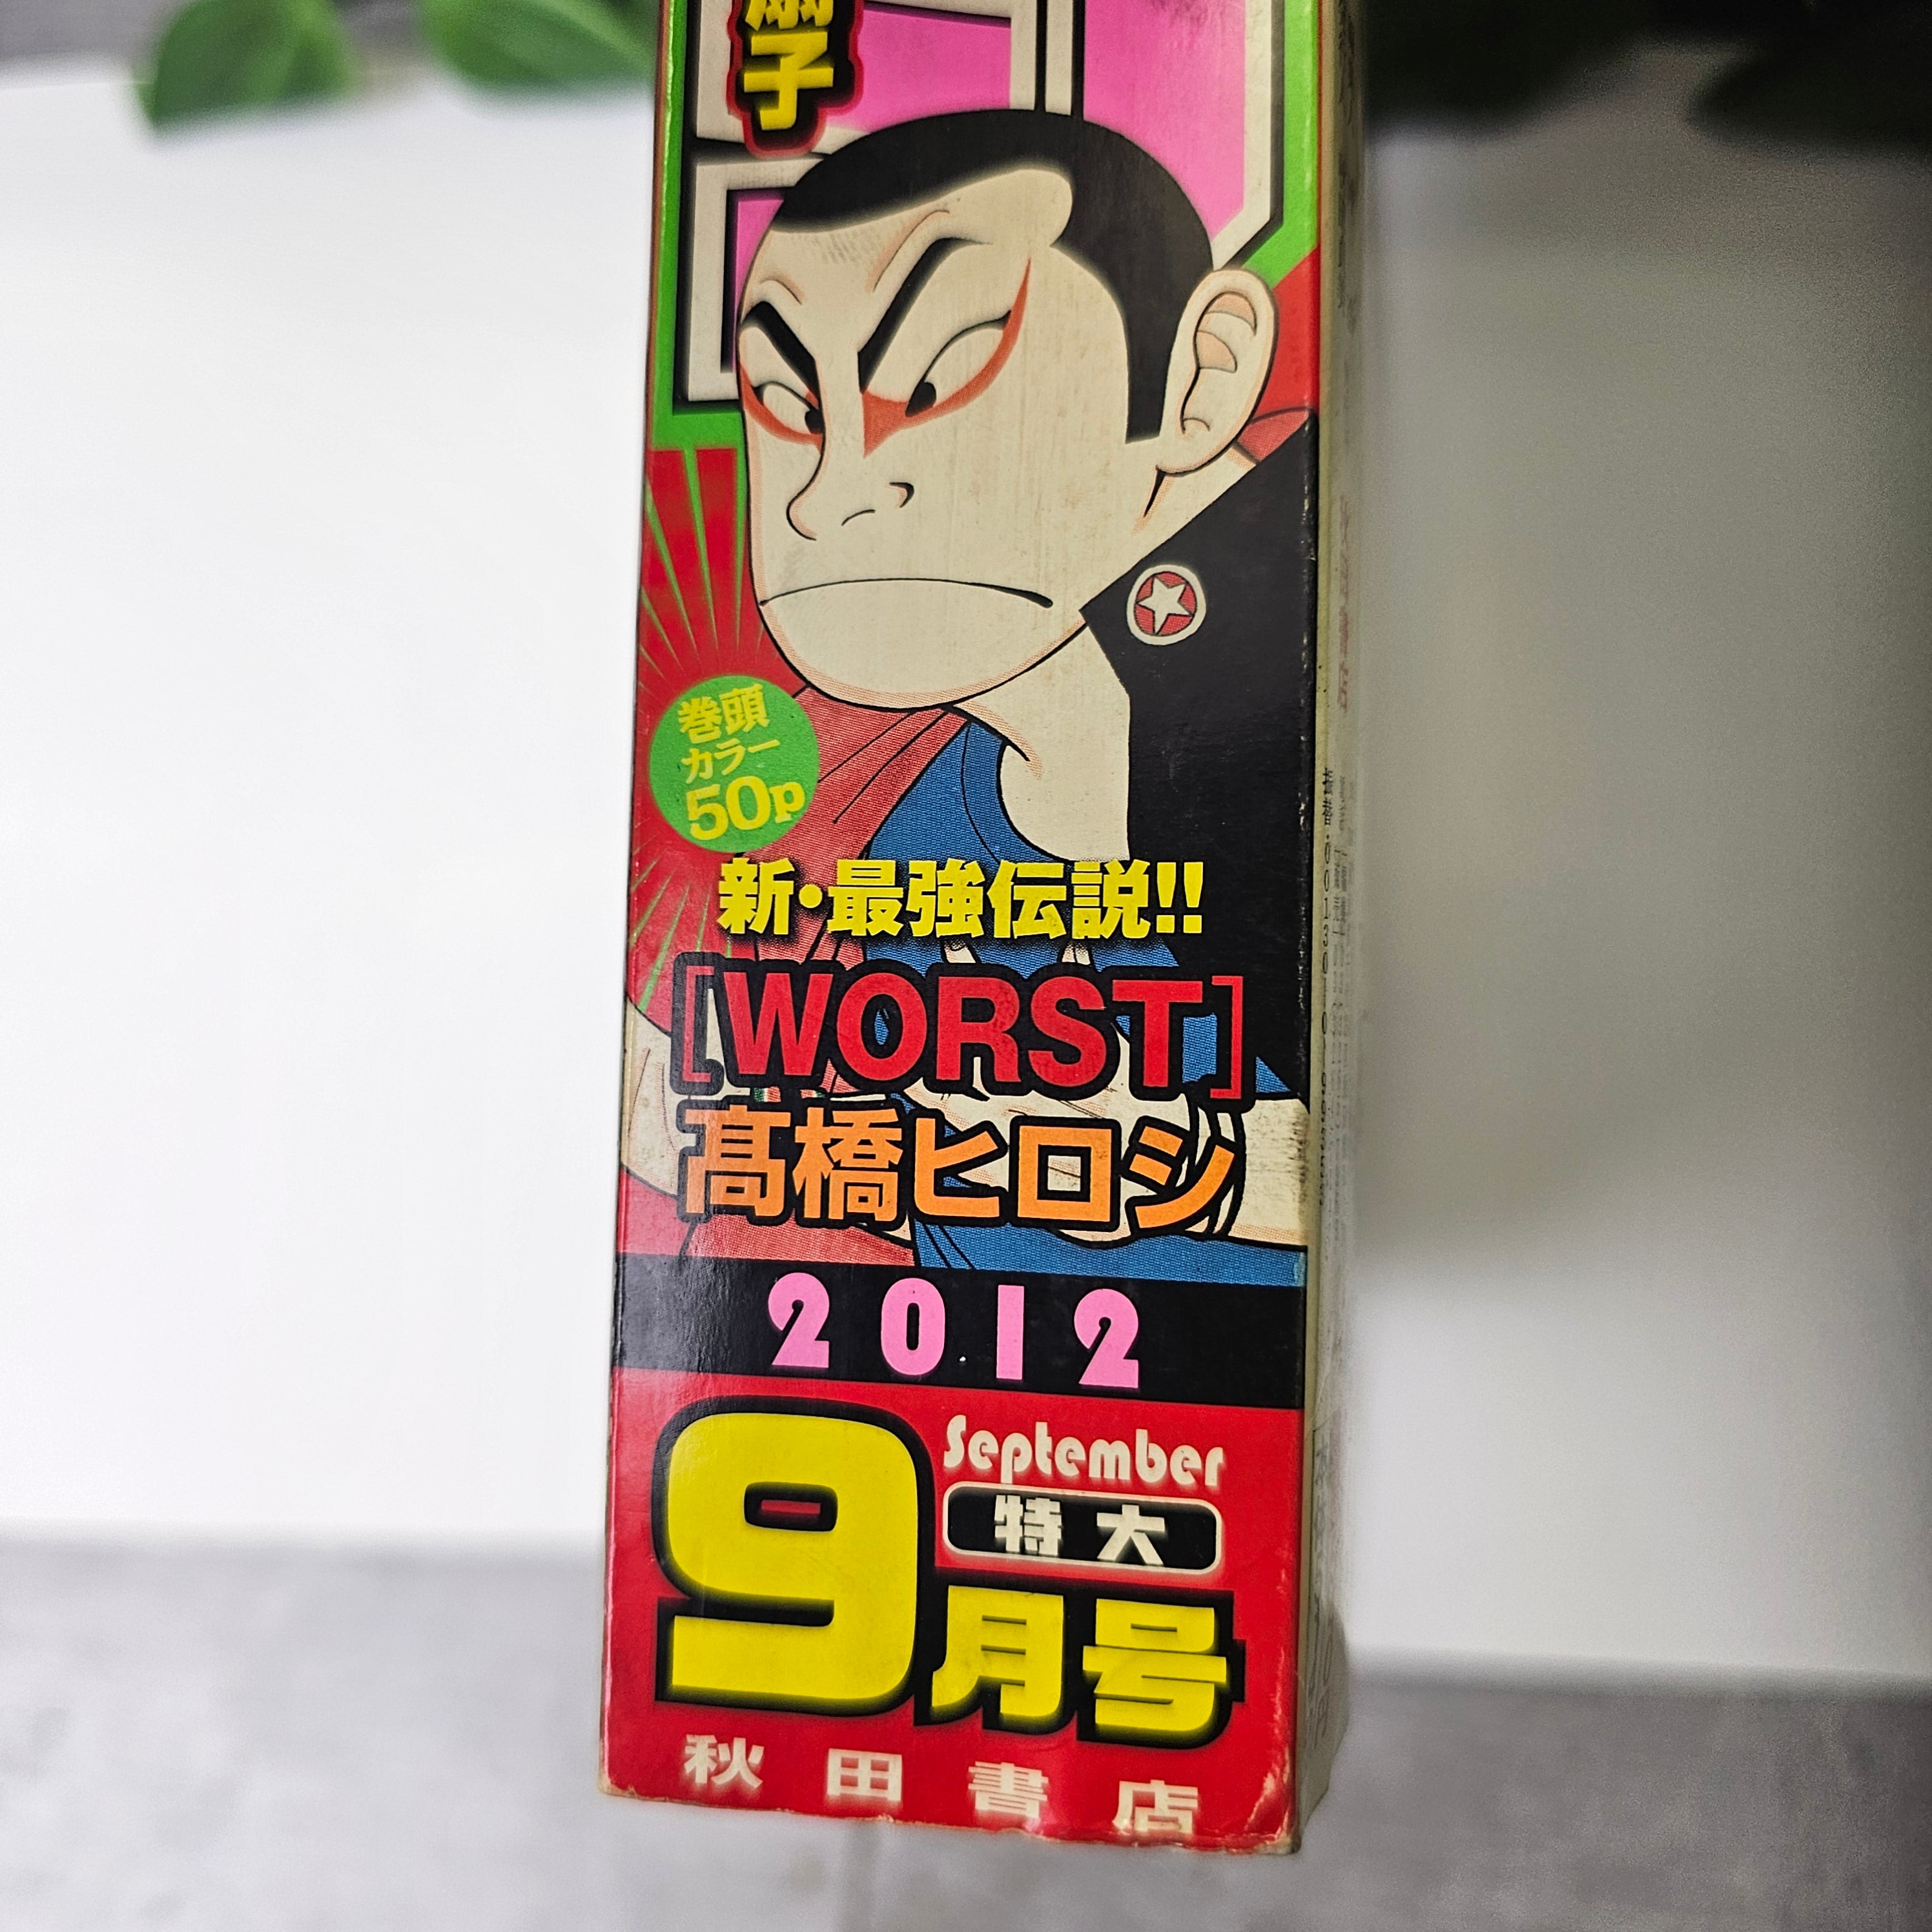 子
巻頭
カラー
50p
新・最強伝説!!
[WORST]
髙橋ヒロシ
2012
9月号
September
特大
秋田書店